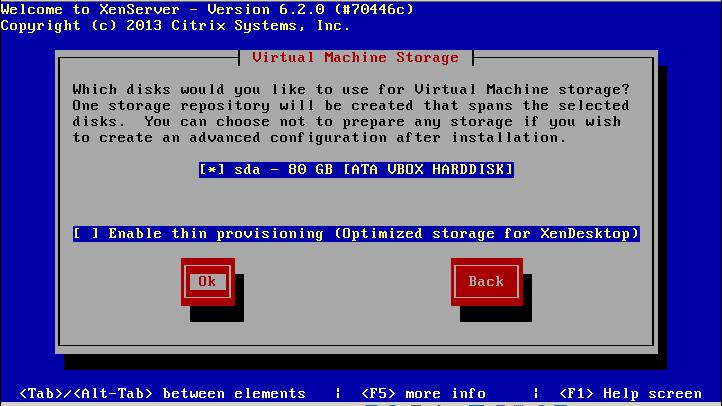 Welcome to XenServer - Version 6.2.0 (#70446c)
Copyright (c) 2013 Citrix Systems, Inc.
Virtual Machine Storage
Which disks would you like to use for Virtual Machine storage?
One storage repository will be created that spans the selected
disks.  You can choose not to prepare any storage if you wish
to create an advanced configuration after installation.
[*] sda - 80 GB [ATA VBOX HARDDISK]
[ ] Enable thin provisioning (Optimized storage for XenDesktop)
Ok Back
<Tab>/<Alt-Tab> between elements | <F5> more info | <F1> Help screen